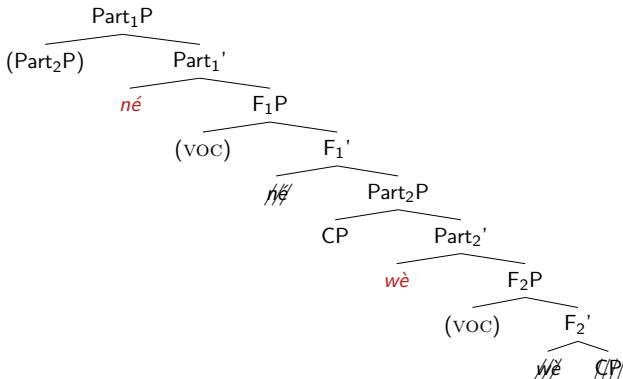 Part₁P
(Part₂P) Part₁’
né F₁P
(VOC) F₁’
né Part₂P
CP Part₂’
wè F₂P
(VOC) F₂’
wè CP